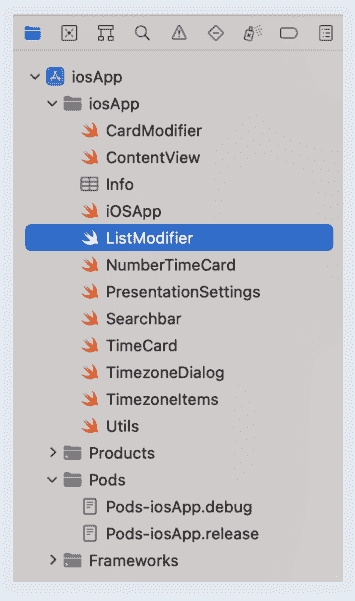 iosApp
iosApp
CardModifier
ContentView
Info
iOSApp
ListModifier
NumberTimeCard
PresentationSettings
Searchbar
TimeCard
TimezoneDialog
TimezoneItems
Utils
Products
Pods
Pods-iosApp.debug
Pods-iosApp.release
Frameworks